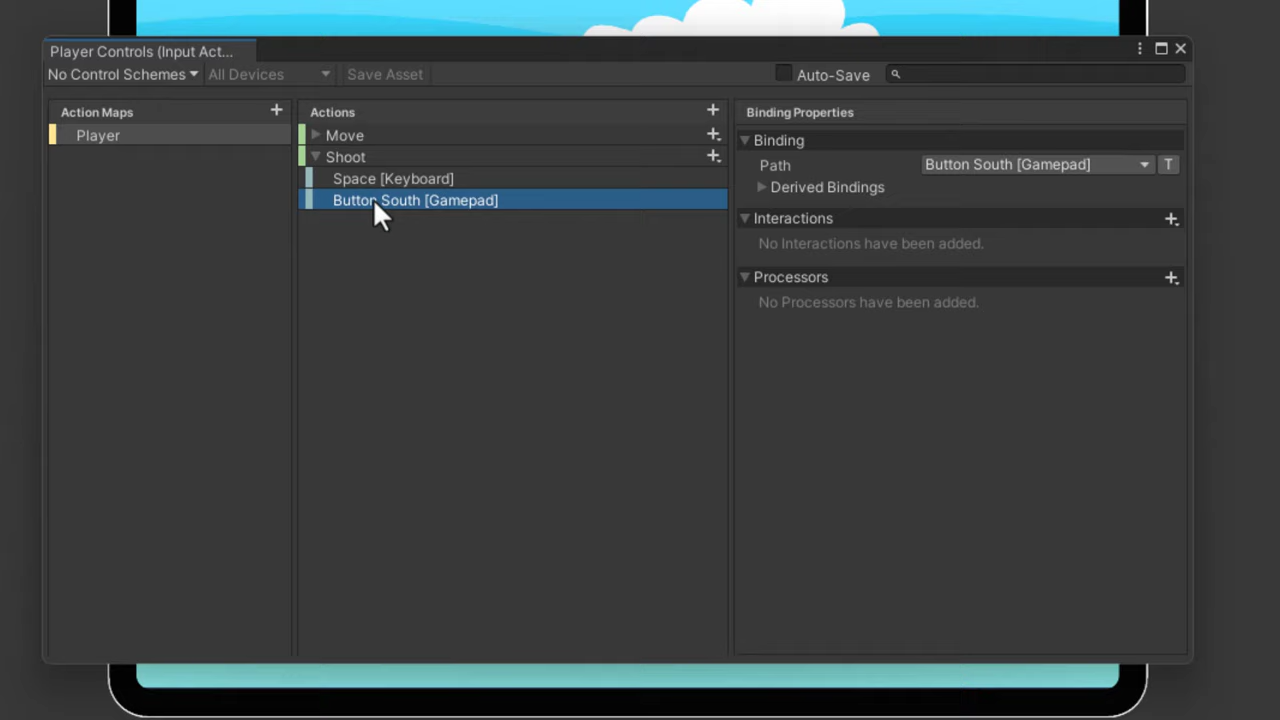 Player Controls (Input Act...
No Control Schemes All Devices Save Asset Auto-Save
Action Maps
Player
Actions
Move
Shoot
Space [Keyboard]
Button South [Gamepad]
Binding Properties
Binding
Path Button South [Gamepad] T
Derived Bindings
Interactions
No Interactions have been added.
Processors
No Processors have been added.